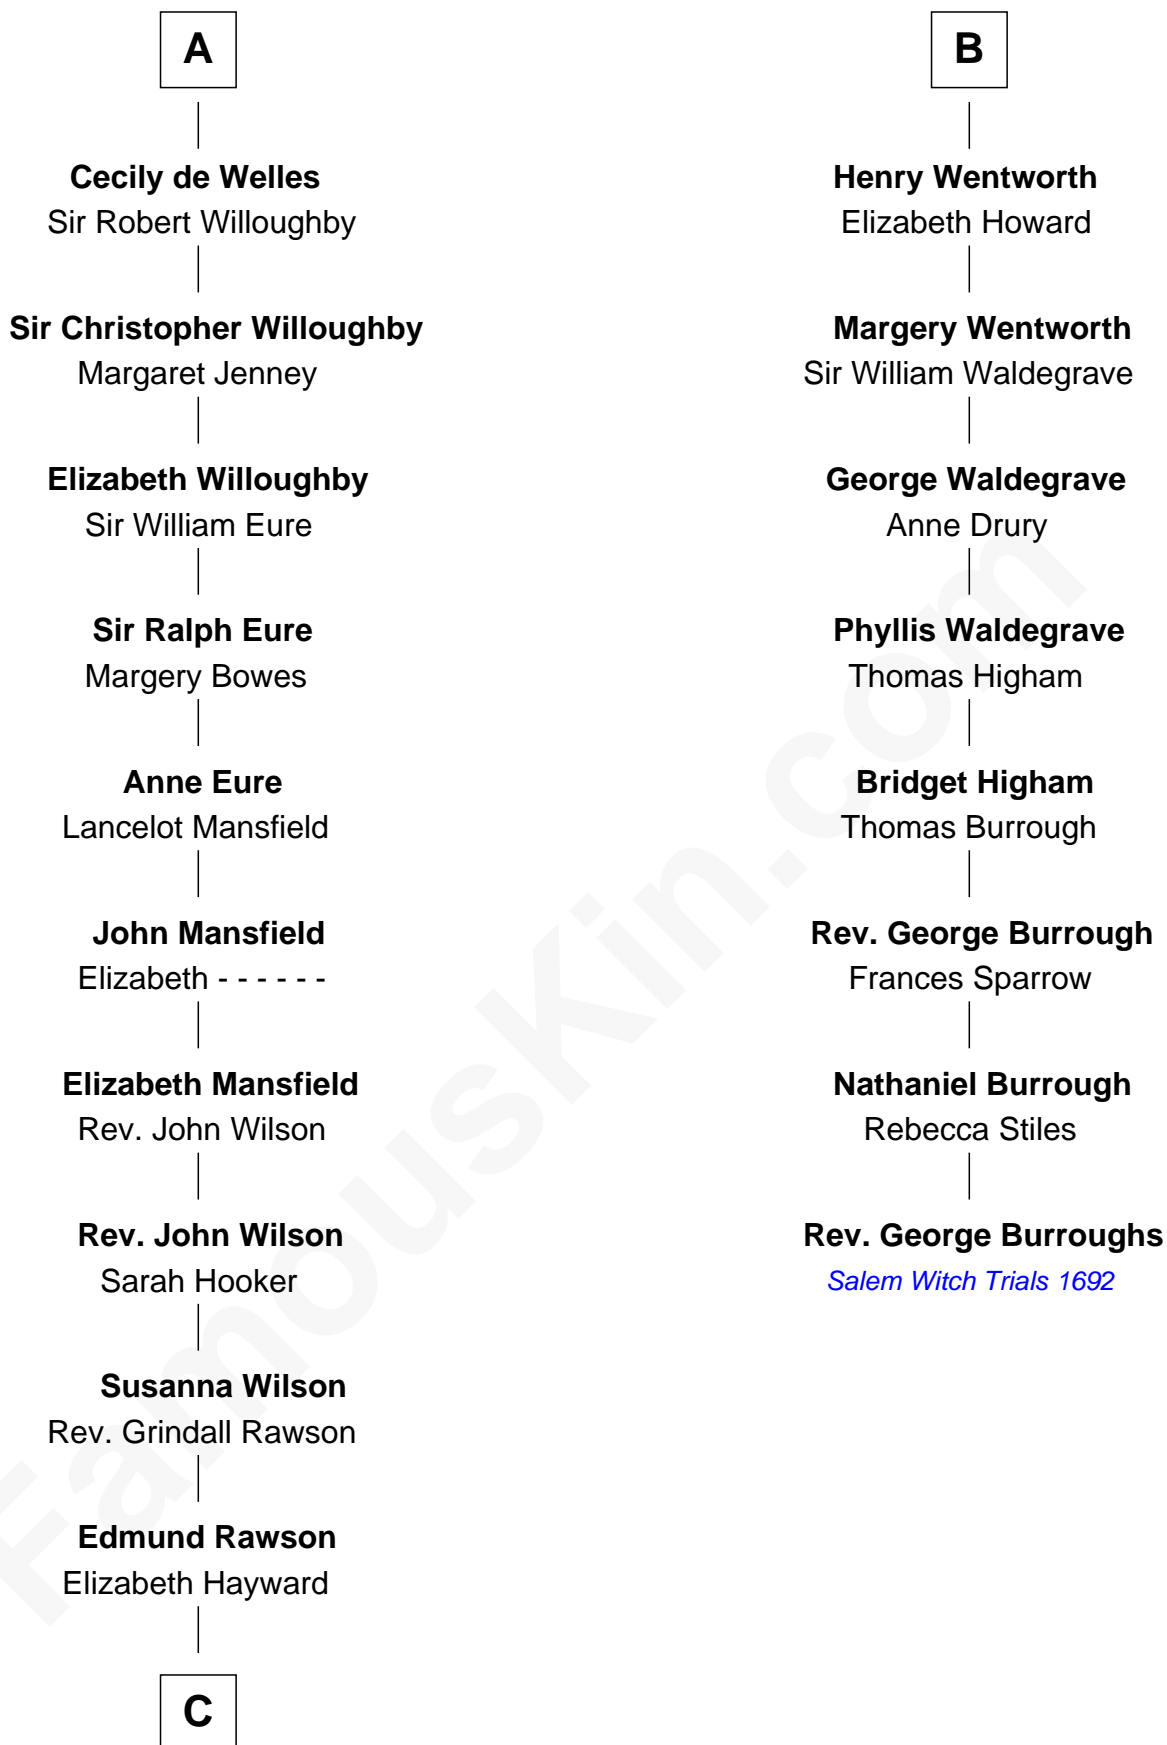 A
Cecily de Welles
Sir Robert Willoughby
Sir Christopher Willoughby
Margaret Jenney
Elizabeth Willoughby
Sir William Eure
Sir Ralph Eure
Margery Bowes
Anne Eure
Lancelot Mansfield
John Mansfield
Elizabeth - - - - - -
Elizabeth Mansfield
Rev. John Wilson
Rev. John Wilson
Sarah Hooker
Susanna Wilson
Rev. Grindall Rawson
Edmund Rawson
Elizabeth Hayward
C
B
Henry Wentworth
Elizabeth Howard
Margery Wentworth
Sir William Waldegrave
George Waldegrave
Anne Drury
Phyllis Waldegrave
Thomas Higham
Bridget Higham
Thomas Burrough
Rev. George Burrough
Frances Sparrow
Nathaniel Burrough
Rebecca Stiles
Rev. George Burroughs
Salem Witch Trials 1692
FamousKin.com